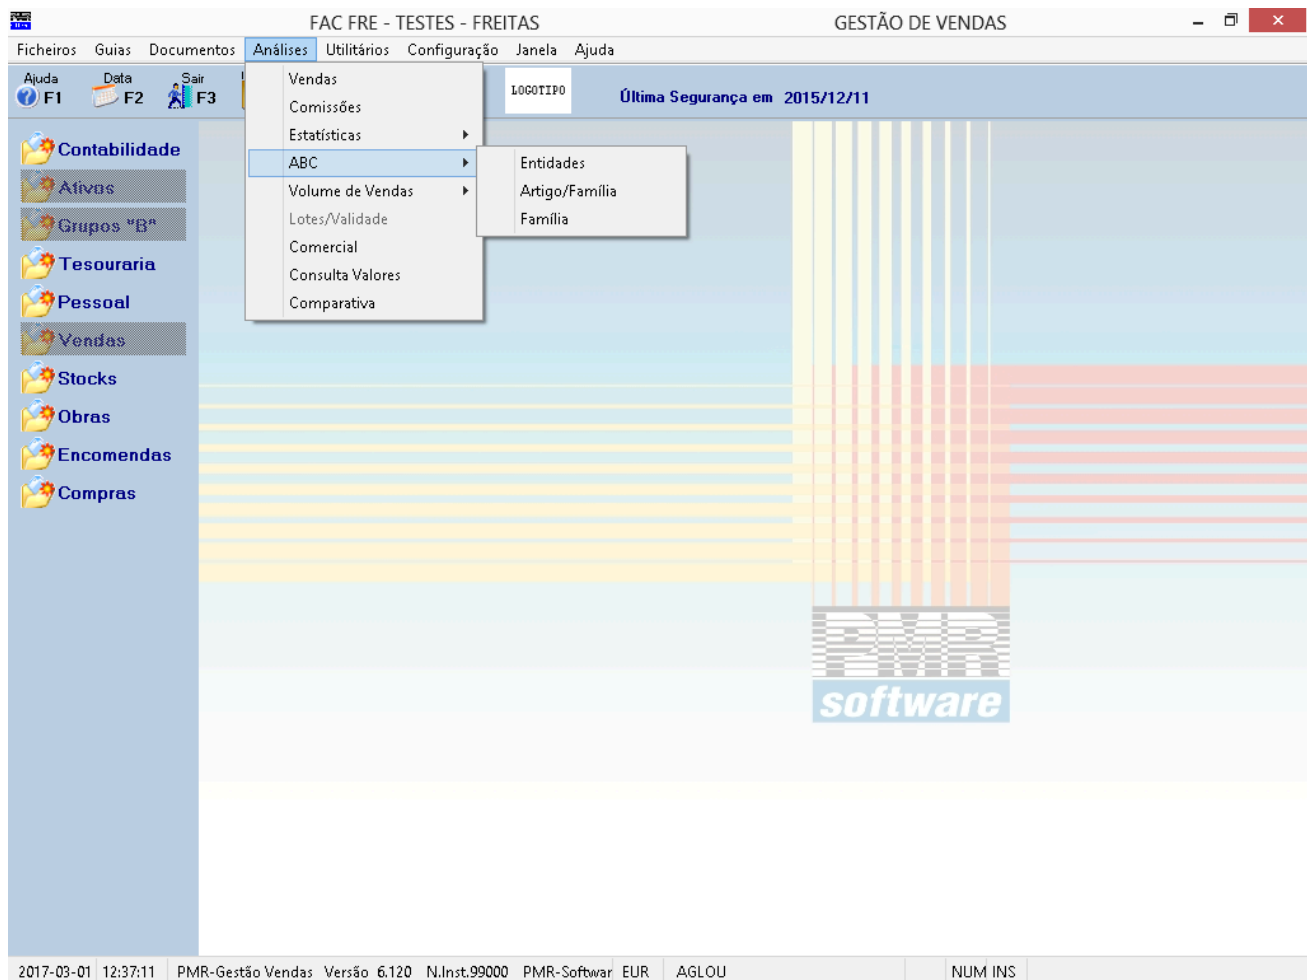 FAC FRE - TESTES - FREITAS GESTÃO DE VENDAS
Ficheiros Guias Documentos Análises Utilitários Configuração Janela Ajuda
Ajuda F1 Data F2 Sair F3
LOGOTIPO
Última Segurança em 2015/12/11
Vendas
Comissões
Estatísticas
ABC
Volume de Vendas
Lotes/Validade
Comercial
Consulta Valores
Comparativa
Entidades
Artigo/Família
Família
Contabilidade
Ativos
Grupos "B"
Tesouraria
Pessoal
Vendas
Stocks
Obras
Encomendas
Compras
PMR
software
2017-03-01 12:37:11 PMR-Gestão Vendas Versão 6.120 N.Inst.99000 PMR-Softwar EUR AGLOU NUM INS